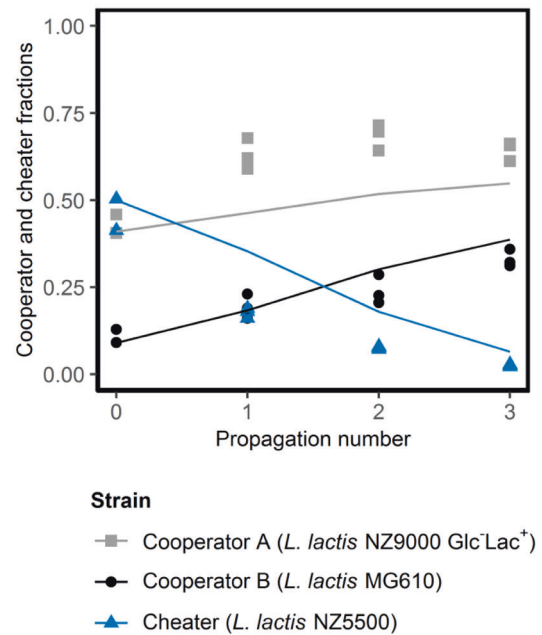 Cooperator and cheater fractions
1.00
0.75
0.50
0.25
0.00
0 1 2 3
Propagation number
Strain
Cooperator A (L. lactis NZ9000 Glc⁻Lac⁺)
Cooperator B (L. lactis MG610)
Cheater (L. lactis NZ5500)